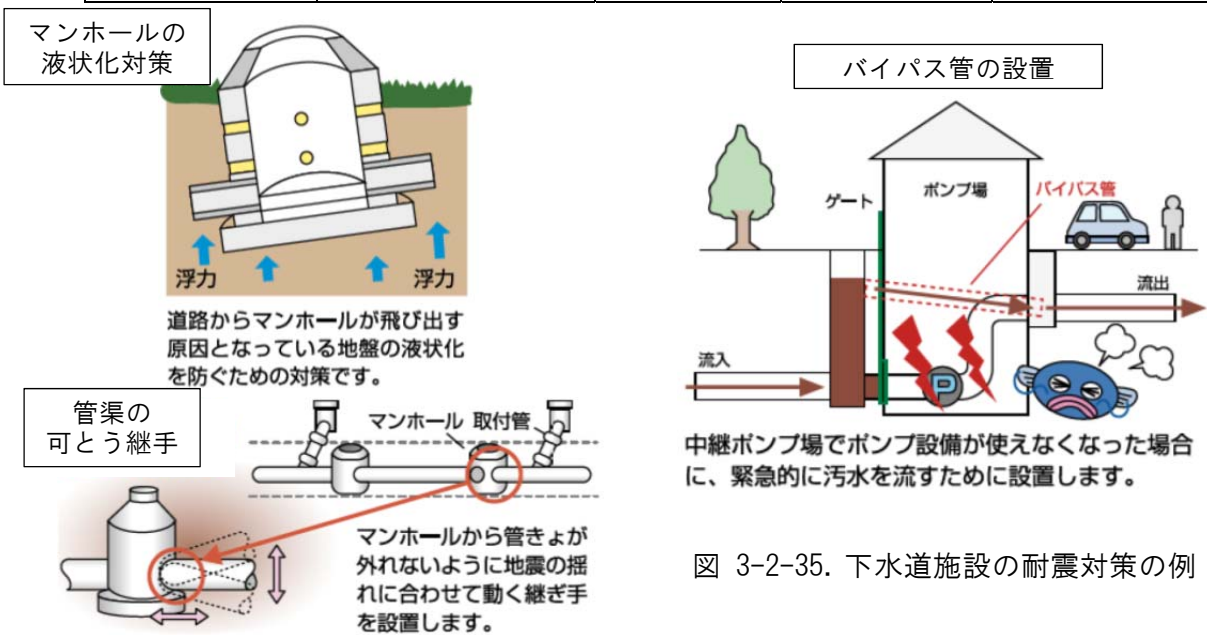 マンホールの
液状化対策
浮力
浮力
道路からマンホールが飛び出す
原因となっている地盤の液状化
を防ぐための対策です。
管渠の
可とう継手
マンホール 取付管
マンホールから管きょが
外れないように地震の揺
れに合わせて動く継ぎ手
を設置します。
バイパス管の設置
ゲート
ポンプ場
バイパス管
流出
流入
P
中継ポンプ場でポンプ設備が使えなくなった場合
に、緊急的に汚水を流すために設置します。
図 3-2-35. 下水道施設の耐震対策の例